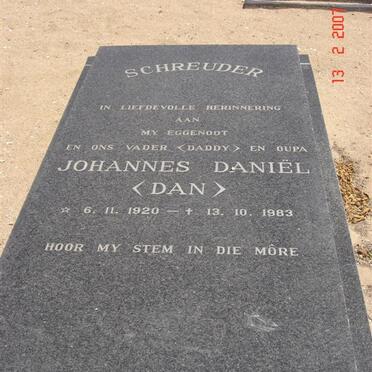 SCHREUDER
IN LIEFDEVOLLE HERINNERING
AAN
MY EGGENOOT
EN ONS VADER <DADDY> EN OUPA
JOHANNES DANIËL
<DAN>
☆ 6. 11. 1920 — † 13. 10. 1983
HOOR MY STEM IN DIE MÔRE
13 2 2007